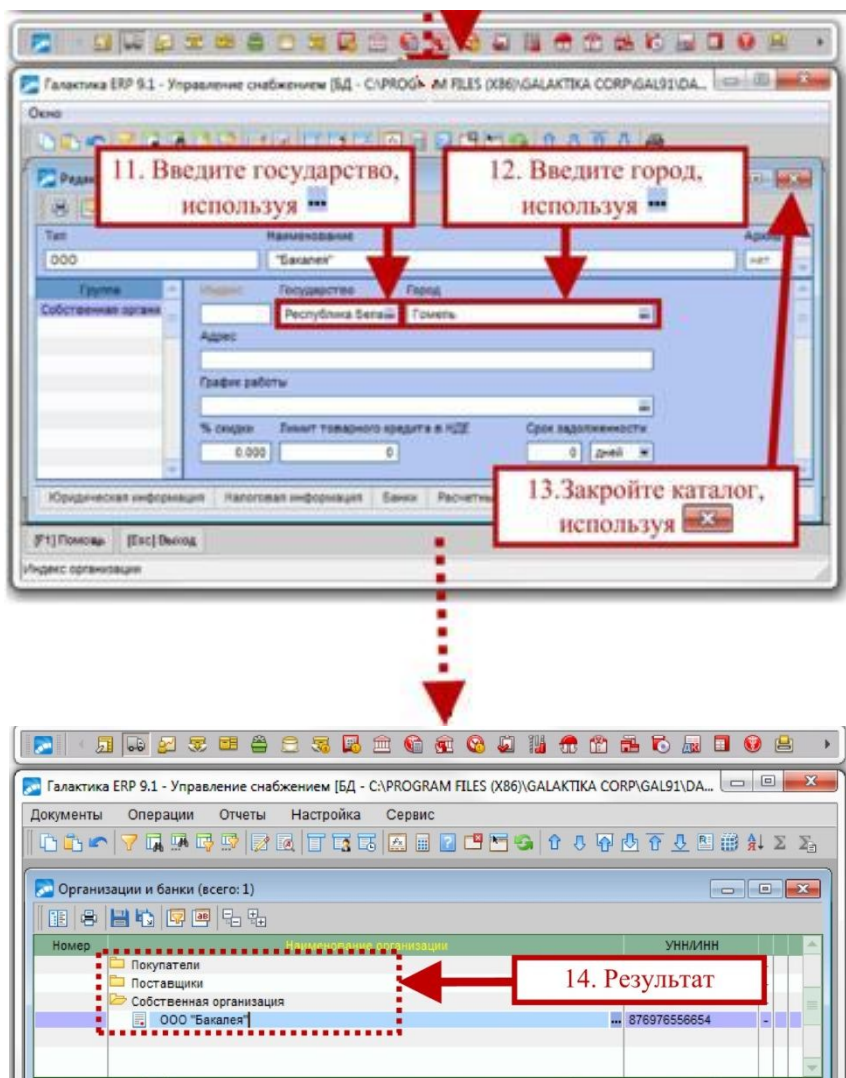 Галактика ERP 9.1 - Управление снабжением [БД - C:\PROG M FILES (X86)\GALAKTIKA CORP\GAL91\DA...
Окно
11. Введите государство,
используя ...
12. Введите город,
используя ...
Тип Наименование
ООО "Бакалея" нет
Группа Индекс Государство Город
Собственная органи Республика Бела Гомель
Адрес
График работы
% скидки Лимит товарного кредита в НДЕ Срок задолженности
0.000 0 0 дней
13.Закройте каталог,
используя
Юридическая информация Налоговая информация Банки Расчетны
[F1] Помощь [Esc] Выход
Индекс организации
Галактика ERP 9.1 - Управление снабжением [БД - C:\PROGRAM FILES (X86)\GALAKTIKA CORP\GAL91\DA...
Документы Операции Отчеты Настройка Сервис
Организации и банки (всего: 1)
Номер Наименование организации УНН/ИНН
Покупатели
Поставщики
14. Результат
Собственная организация
ООО "Бакалея" ... 876976556654 -